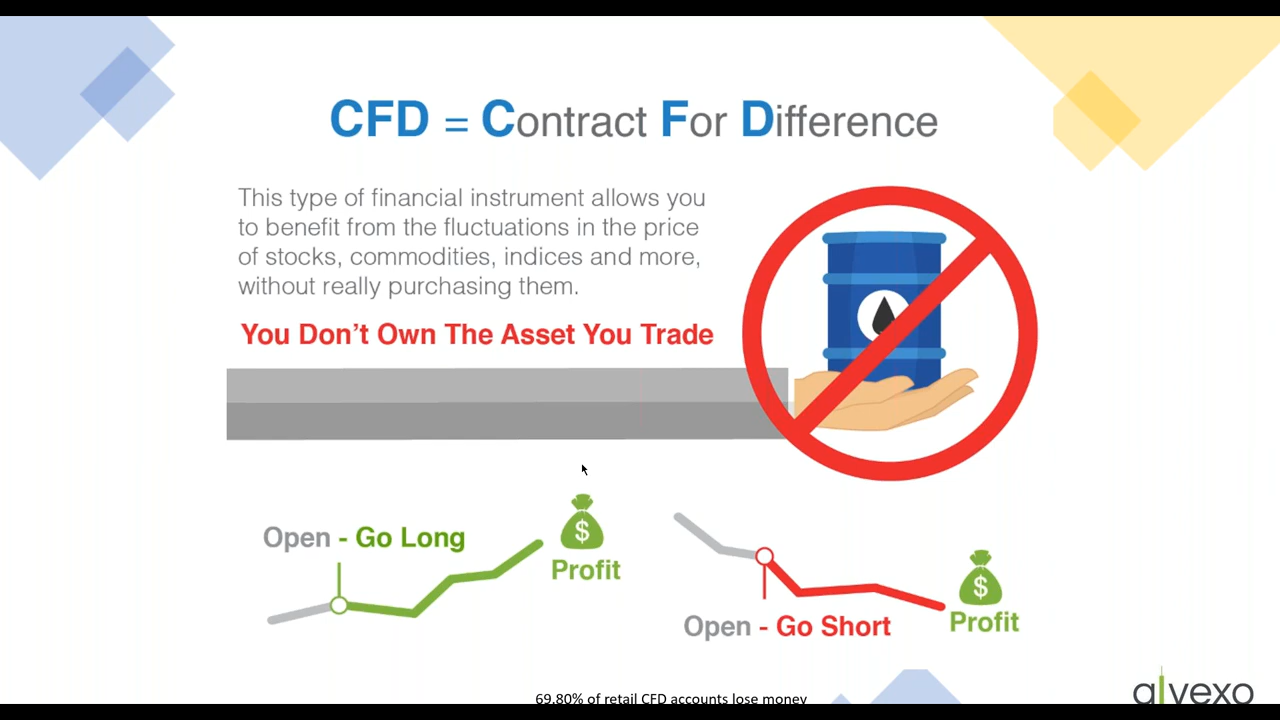 CFD = Contract For Difference
This type of financial instrument allows you
to benefit from the fluctuations in the price
of stocks, commodities, indices and more,
without really purchasing them.
You Don't Own The Asset You Trade
Open - Go Long
$
Profit
$
Profit
Open - Go Short
69.80% of retail CFD accounts lose money
alvexo